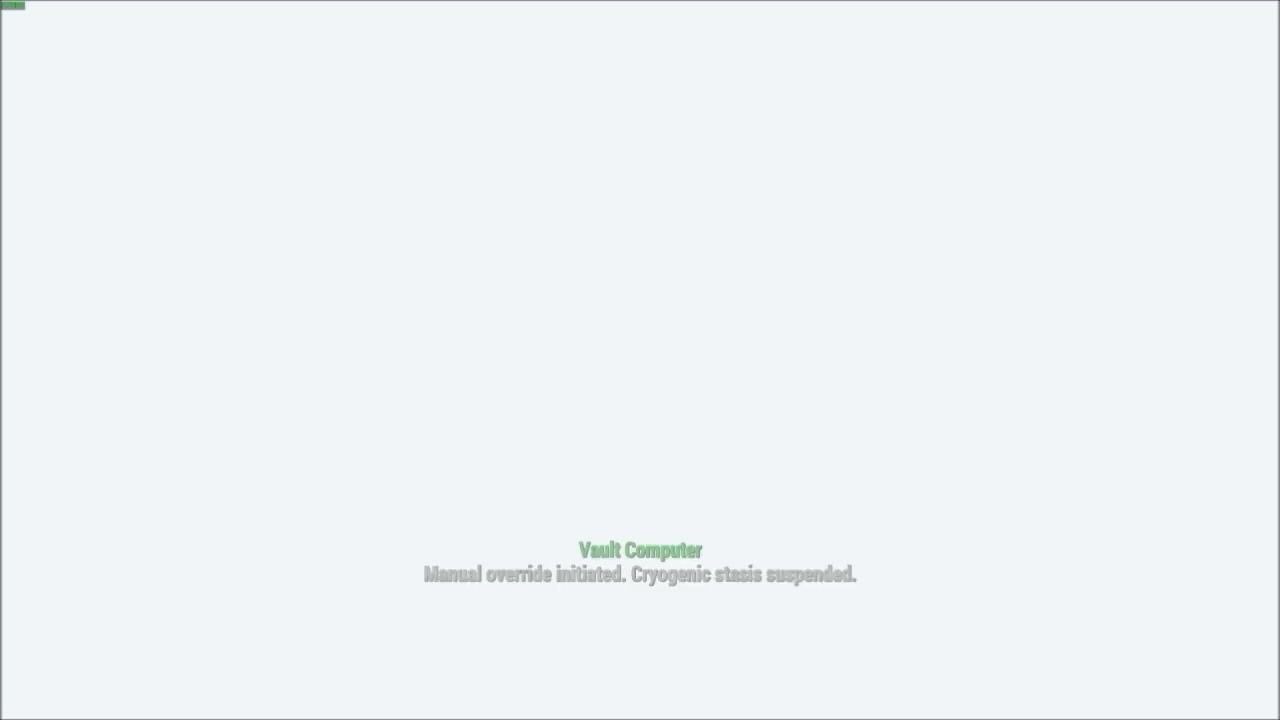 Vault Computer
Manual override initiated. Cryogenic stasis suspended.